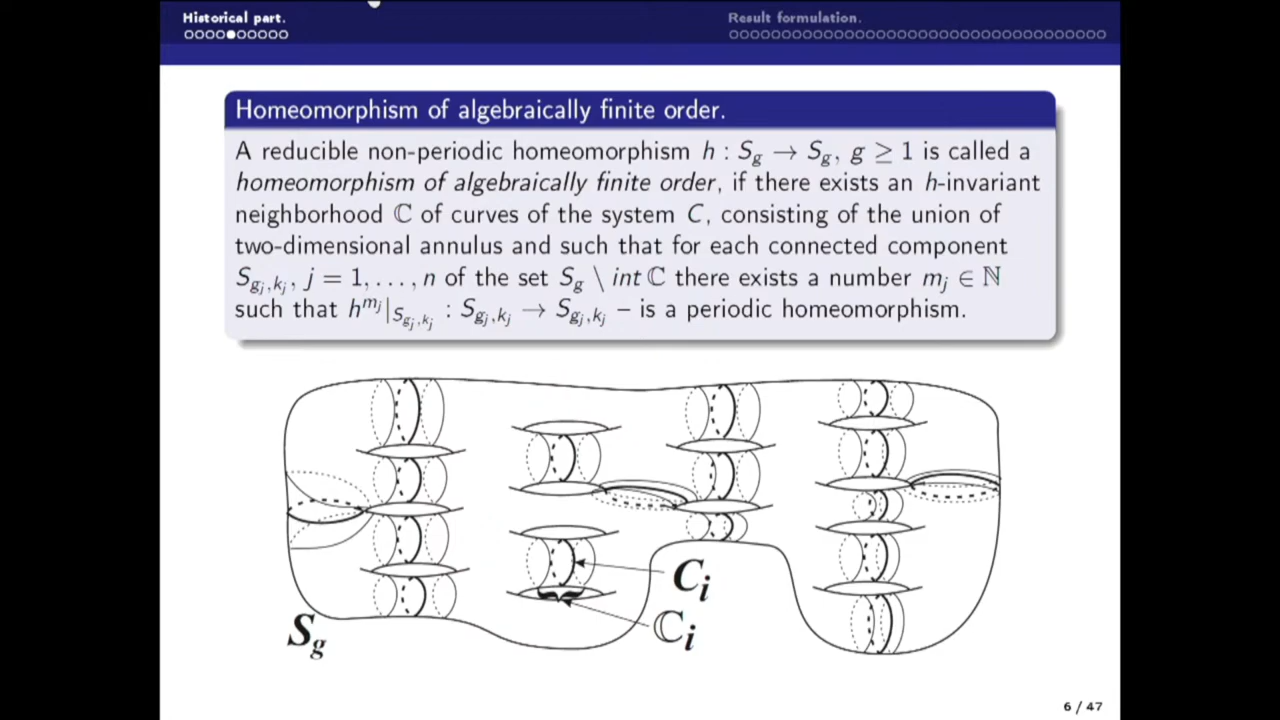 Historical part.
Result formulation.
Homeomorphism of algebraically finite order.
A reducible non-periodic homeomorphism h : S_g → S_g, g ≥ 1 is called a
homeomorphism of algebraically finite order, if there exists an h-invariant
neighborhood ℂ of curves of the system C, consisting of the union of
two-dimensional annulus and such that for each connected component
S_{g_j,k_j}, j = 1, . . . , n of the set S_g \ int ℂ there exists a number m_j ∈ ℕ
such that h^{m_j}|_{S_{g_j,k_j}} : S_{g_j,k_j} → S_{g_j,k_j} – is a periodic homeomorphism.
C_i
ℂ_i
S_g
6 / 47